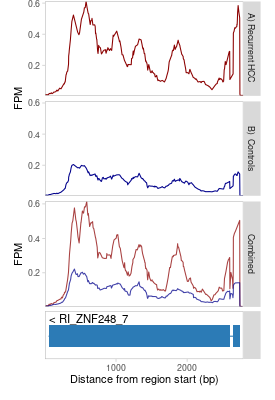 0.6
0.4
0.2
A) Recurrent HCC
FPM
0.6
0.4
0.2
B) Controls
0.6
0.4
0.2
FPM
Combined
< RI_ZNF248_7
1000 2000
Distance from region start (bp)